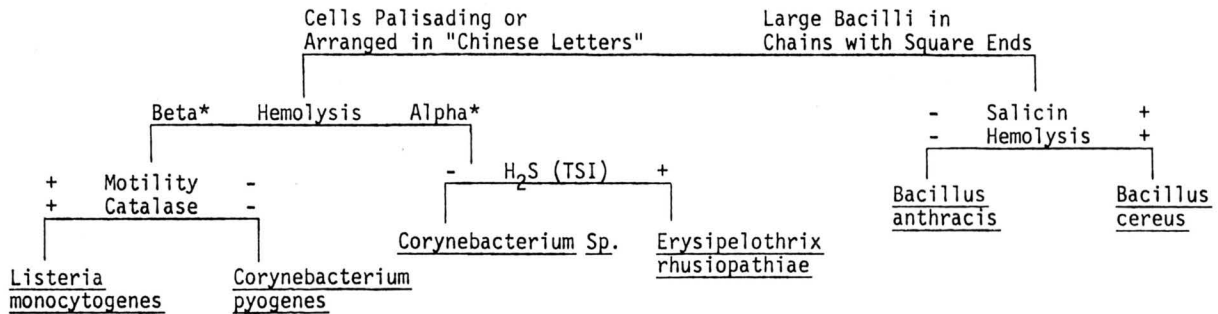 Cells Palisading or
Arranged in "Chinese Letters"
Large Bacilli in
Chains with Square Ends
Beta* Hemolysis Alpha*
- Salicin +
- Hemolysis +
+ Motility -
+ Catalase -
- H₂S (TSI) +
Bacillus
anthracis
Bacillus
cereus
Corynebacterium Sp.
Erysipelothrix
rhusiopathiae
Listeria
monocytogenes
Corynebacterium
pyogenes